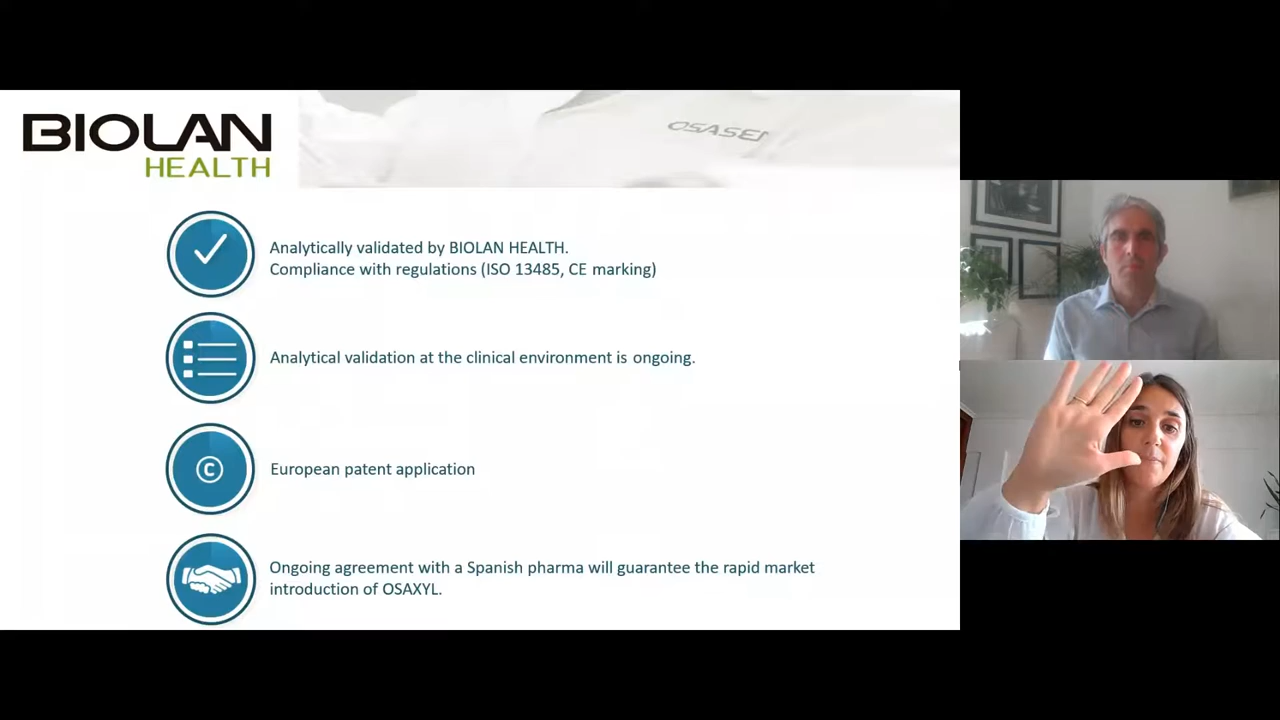 BIOLAN
HEALTH
Analytically validated by BIOLAN HEALTH.
Compliance with regulations (ISO 13485, CE marking)
Analytical validation at the clinical environment is ongoing.
©
European patent application
Ongoing agreement with a Spanish pharma will guarantee the rapid market
introduction of OSAXYL.